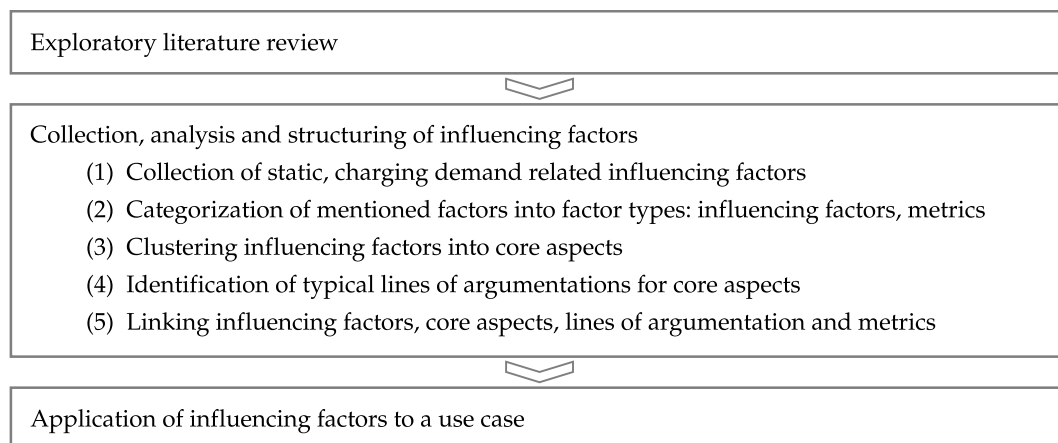 Exploratory literature review
Collection, analysis and structuring of influencing factors
(1) Collection of static, charging demand related influencing factors
(2) Categorization of mentioned factors into factor types: influencing factors, metrics
(3) Clustering influencing factors into core aspects
(4) Identification of typical lines of argumentations for core aspects
(5) Linking influencing factors, core aspects, lines of argumentation and metrics
Application of influencing factors to a use case